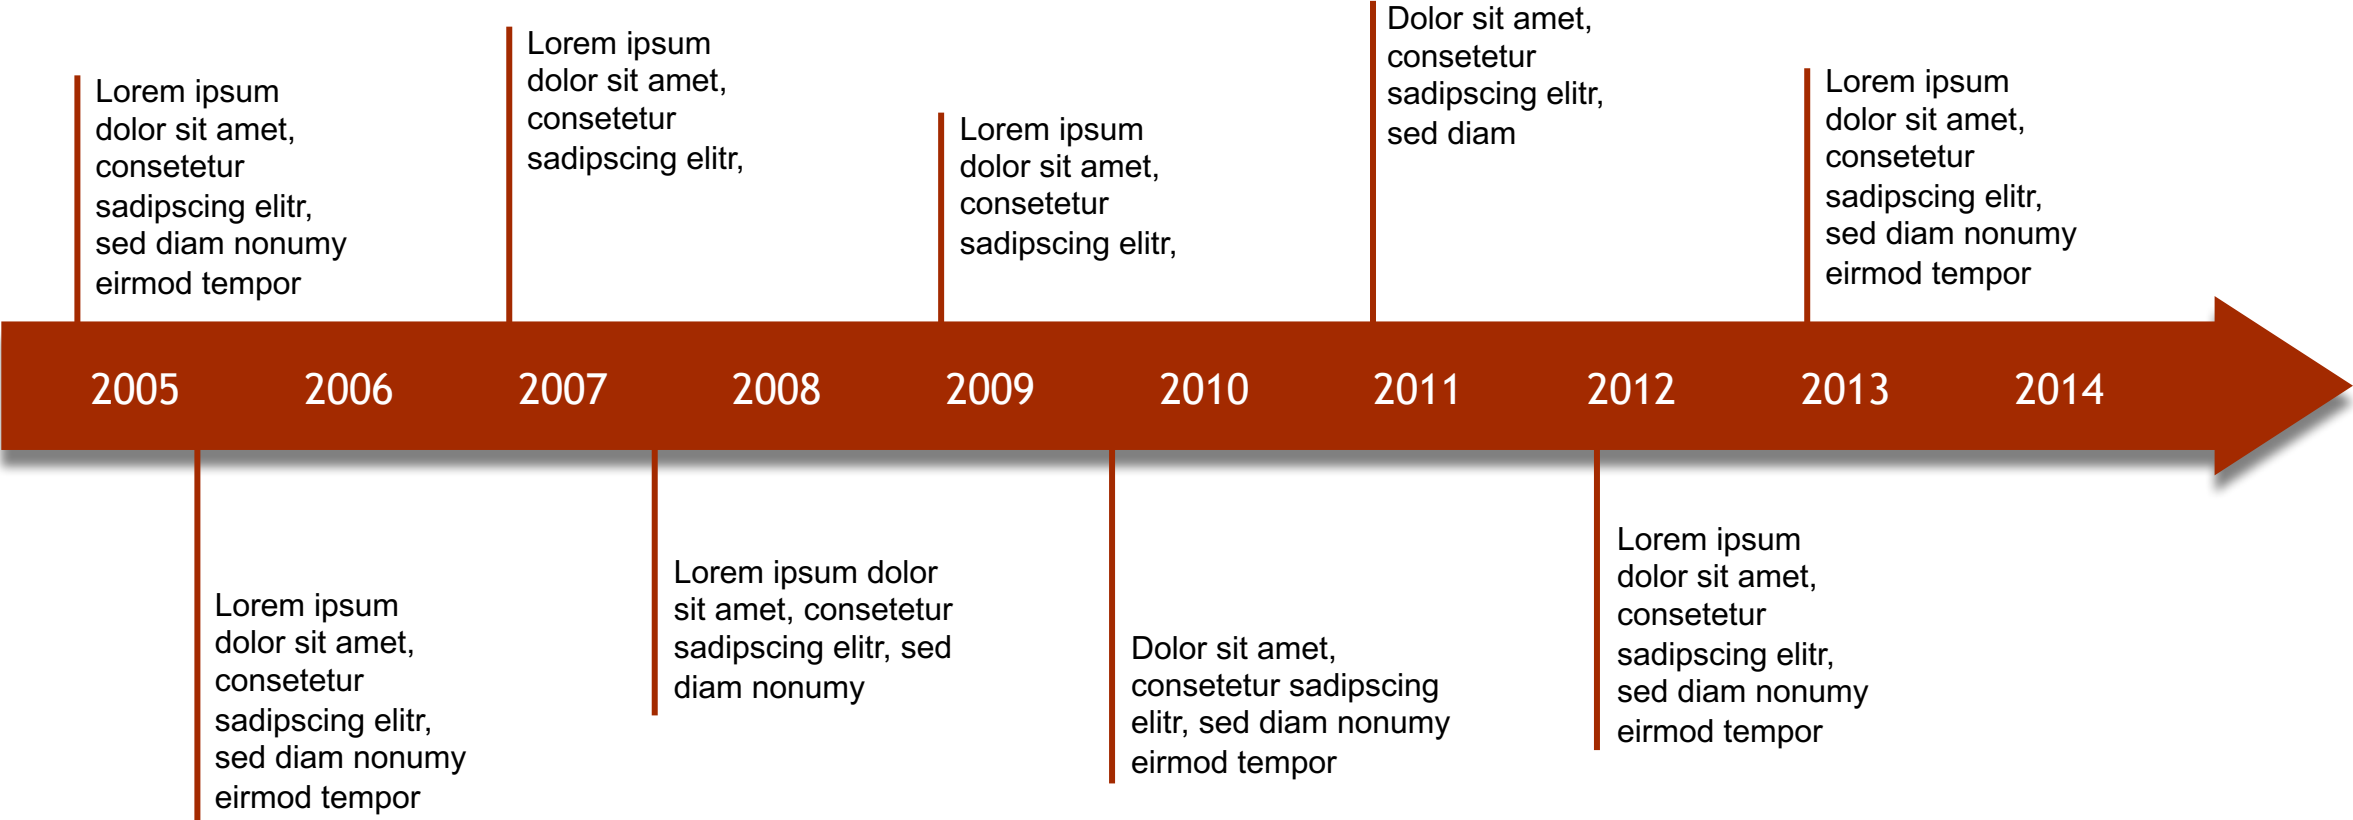 Lorem ipsum
dolor sit amet,
consetetur
sadipscing elitr,
sed diam nonumy
eirmod tempor
Lorem ipsum
dolor sit amet,
consetetur
sadipscing elitr,
Lorem ipsum
dolor sit amet,
consetetur
sadipscing elitr,
Dolor sit amet,
consetetur
sadipscing elitr,
sed diam
Lorem ipsum
dolor sit amet,
consetetur
sadipscing elitr,
sed diam nonumy
eirmod tempor
2005 2006 2007 2008 2009 2010 2011 2012 2013 2014
Lorem ipsum
dolor sit amet,
consetetur
sadipscing elitr,
sed diam nonumy
eirmod tempor
Lorem ipsum dolor
sit amet, consetetur
sadipscing elitr, sed
diam nonumy
Dolor sit amet,
consetetur sadipscing
elitr, sed diam nonumy
eirmod tempor
Lorem ipsum
dolor sit amet,
consetetur
sadipscing elitr,
sed diam nonumy
eirmod tempor